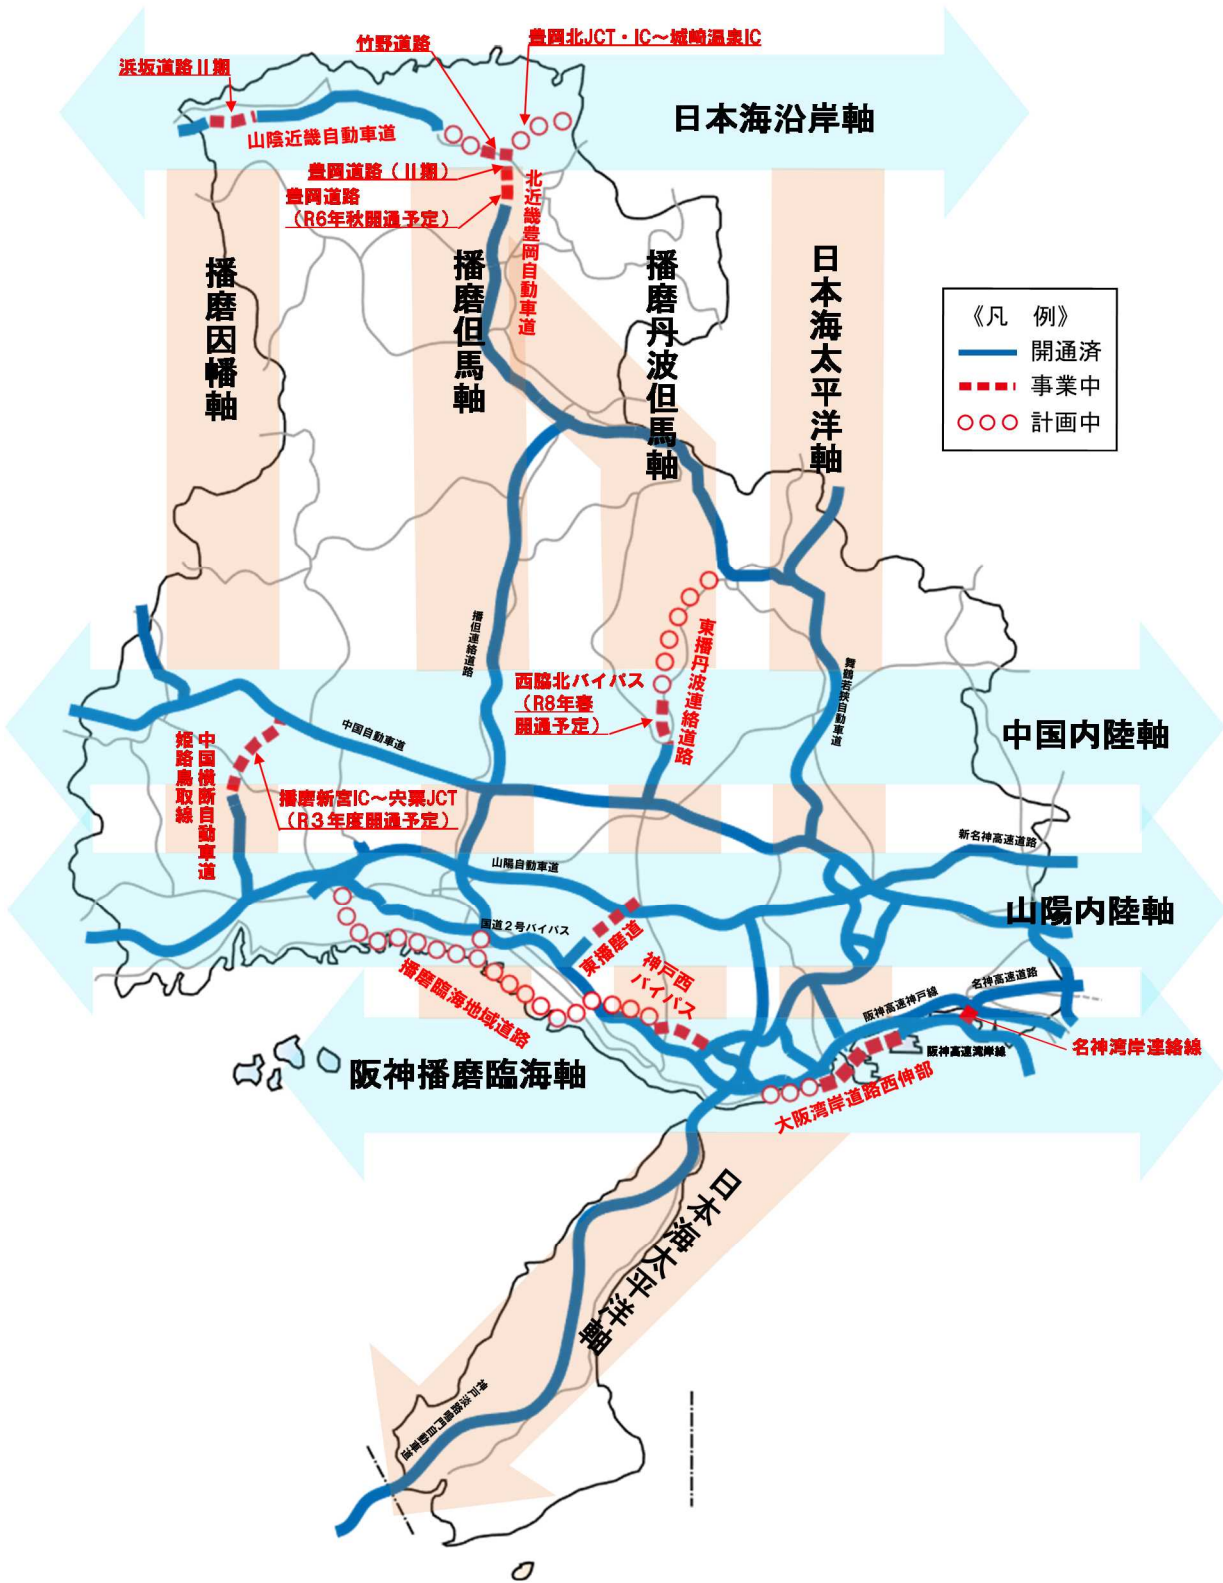 豊岡北JCT・IC～城崎温泉IC
竹野道路
浜坂道路Ⅱ期
日本海沿岸軸
山陰近畿自動車道
豊岡道路（Ⅱ期）
豊岡道路
（R6年秋開通予定）
北近畿豊岡自動車道
播磨因幡軸
播磨但馬軸
播磨丹波但馬軸
日本海太平洋軸
《凡　例》
開通済
事業中
計画中
播但連絡道路
東播丹波連絡道路
舞鶴若狭自動車道
西脇北バイパス
（R8年春
開通予定）
中国内陸軸
中国自動車道
中国横断自動車道
姫路鳥取線
播磨新宮IC～宍粟JCT
（R３年度開通予定）
新名神高速道路
山陽自動車道
山陽内陸軸
国道２号バイパス
東播磨道
神戸西
バイパス
播磨臨海地域道路
名神高速道路
阪神高速神戸線
阪神高速湾岸線
名神湾岸連絡線
阪神播磨臨海軸
大阪湾岸道路西伸部
日本海太平洋軸
神戸淡路鳴門自動車道